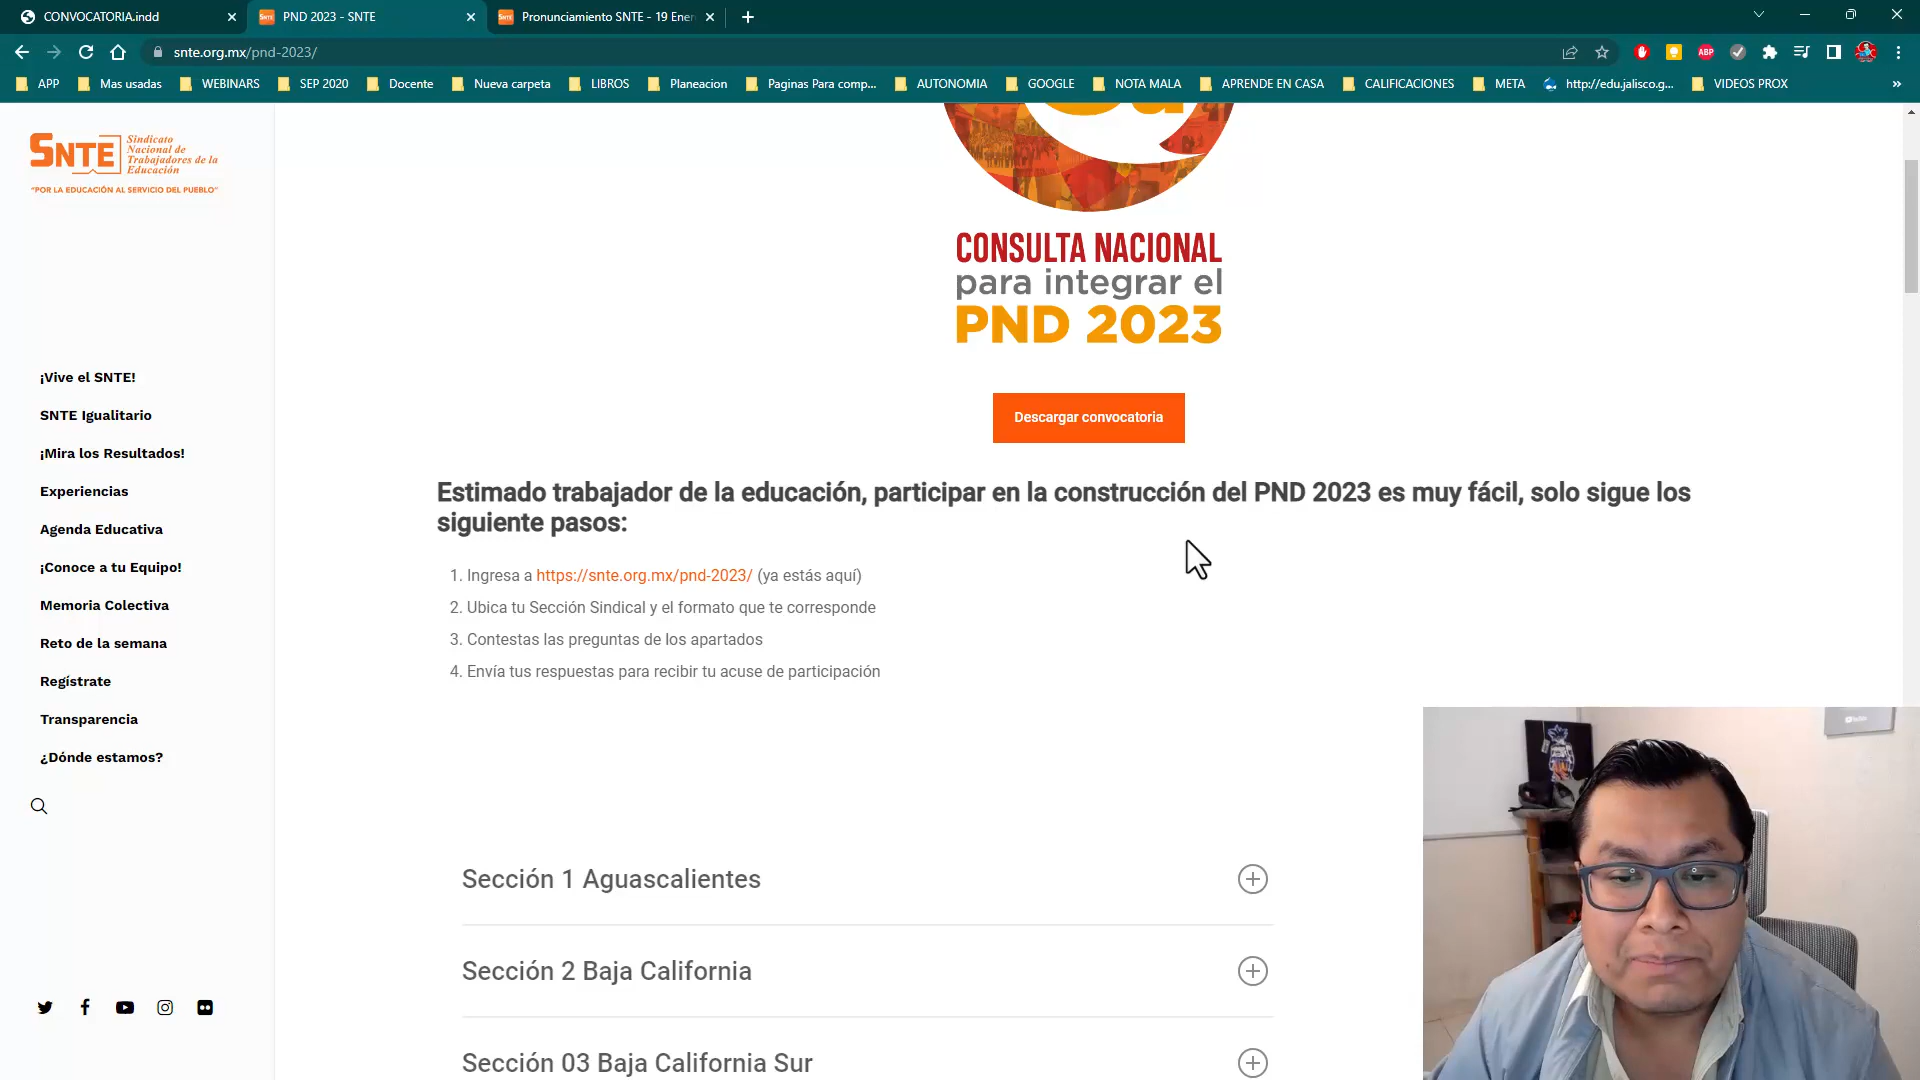 CONVOCATORIA.indd
PND 2023 - SNTE
Pronunciamiento SNTE - 19 Ener
snte.org.mx/pnd-2023/
APP
Mas usadas
WEBINARS
SEP 2020
Docente
Nueva carpeta
LIBROS
Planeacion
Paginas Para comp...
AUTONOMIA
GOOGLE
NOTA MALA
APRENDE EN CASA
CALIFICACIONES
META
http://edu.jalisco.g...
VIDEOS PROX
»
ABP
SNTE
Sindicato
Nacional de
Trabajadores de la
Educación
"POR LA EDUCACIÓN AL SERVICIO DEL PUEBLO"
¡Vive el SNTE!
SNTE Igualitario
¡Mira los Resultados!
Experiencias
Agenda Educativa
¡Conoce a tu Equipo!
Memoria Colectiva
Reto de la semana
Regístrate
Transparencia
¿Dónde estamos?
CONSULTA NACIONAL
para integrar el
PND 2023
Descargar convocatoria
Estimado trabajador de la educación, participar en la construcción del PND 2023 es muy fácil, solo sigue los
siguiente pasos:
1. Ingresa a https://snte.org.mx/pnd-2023/ (ya estás aquí)
2. Ubica tu Sección Sindical y el formato que te corresponde
3. Contestas las preguntas de los apartados
4. Envía tus respuestas para recibir tu acuse de participación
Sección 1 Aguascalientes
Sección 2 Baja California
Sección 03 Baja California Sur